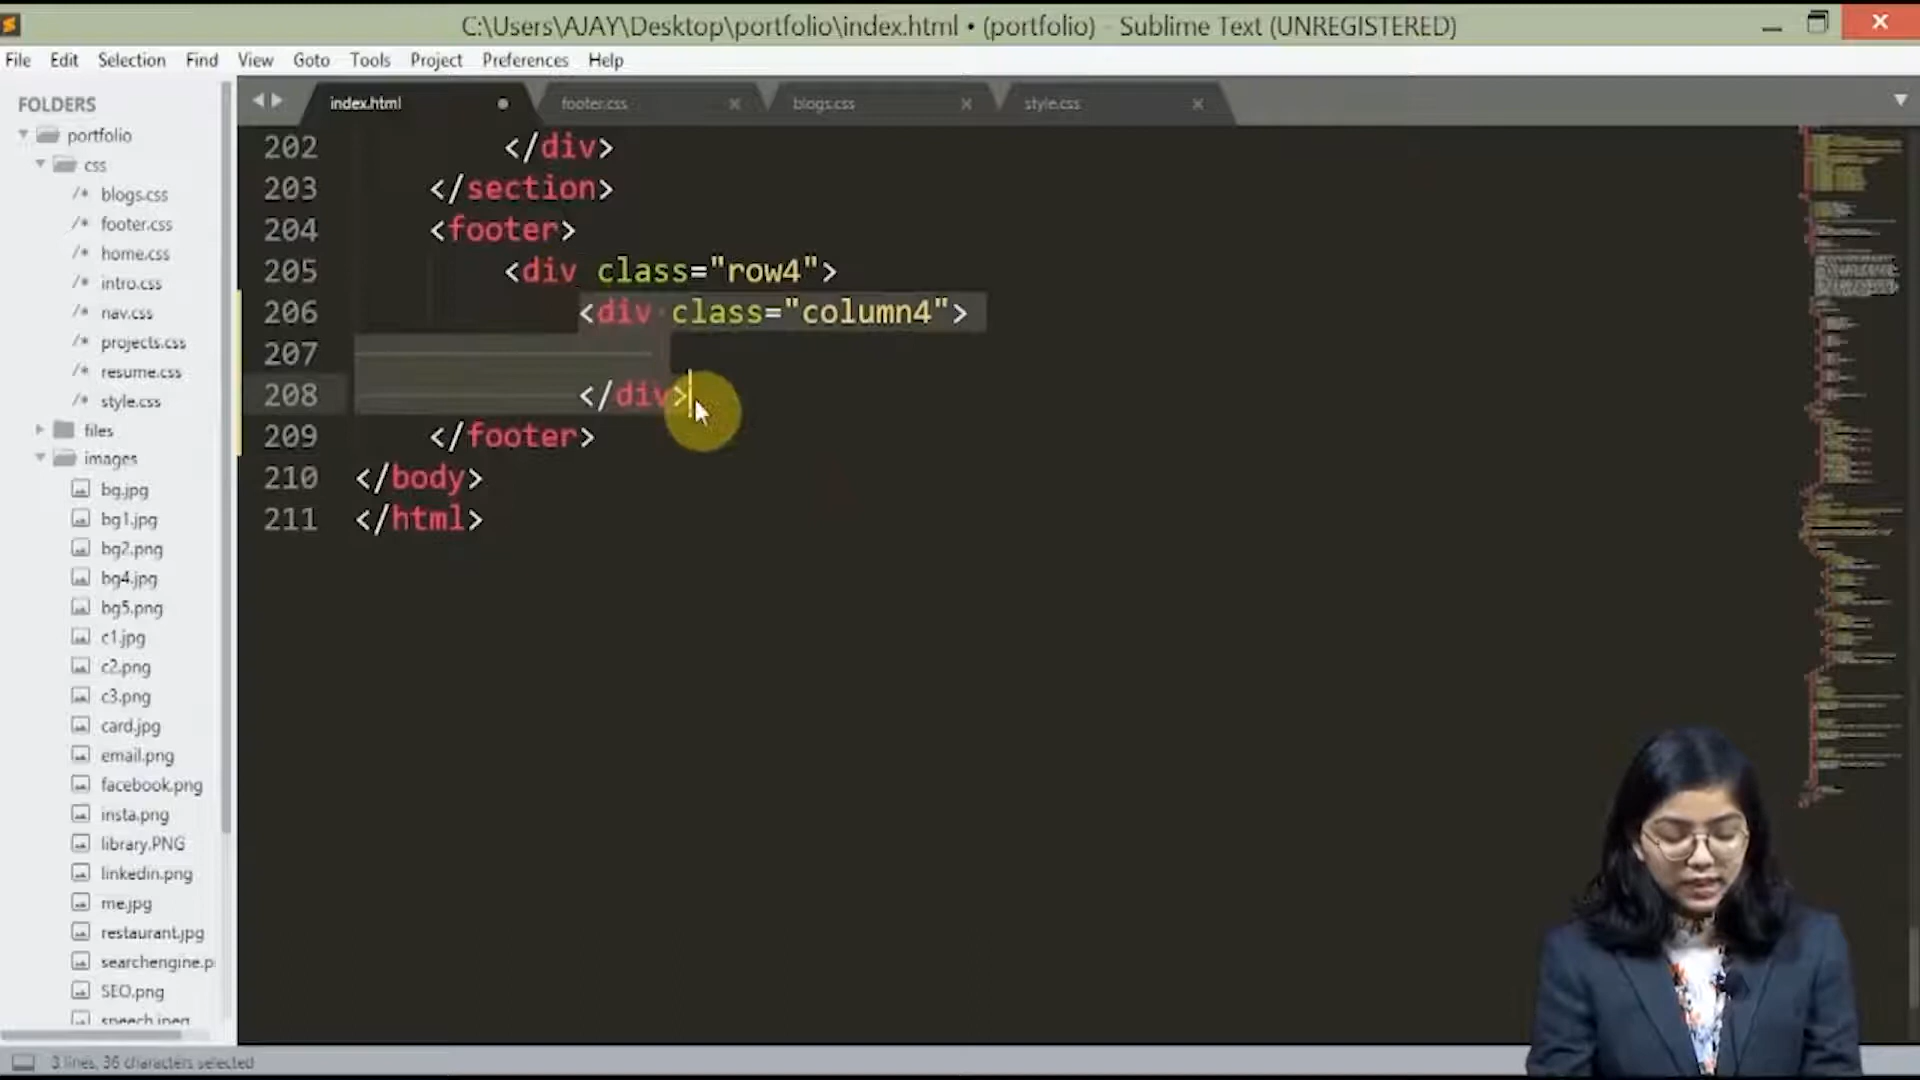 C:\Users\AJAY\Desktop\portfolio\index.html • (portfolio) - Sublime Text (UNREGISTERED)
File Edit Selection Find View Goto Tools Project Preferences Help
FOLDERS
portfolio
css
/* blogs.css
/* footer.css
/* home.css
/* intro.css
/* nav.css
/* projects.css
/* resume.css
/* style.css
files
images
bg.jpg
bg1.jpg
bg2.png
bg4.jpg
bg5.png
c1.jpg
c2.png
c3.png
card.jpg
email.png
facebook.png
insta.png
library.PNG
linkedin.png
me.jpg
restaurant.jpg
searchengine.p
SEO.png
speech.jpeg
index.html footer.css blogs.css style.css
202 </div>
203 </section>
204 <footer>
205 <div class="row4">
206 <div class="column4">
207
208 </div>
209 </footer>
210 </body>
211 </html>
3 lines, 36 characters selected